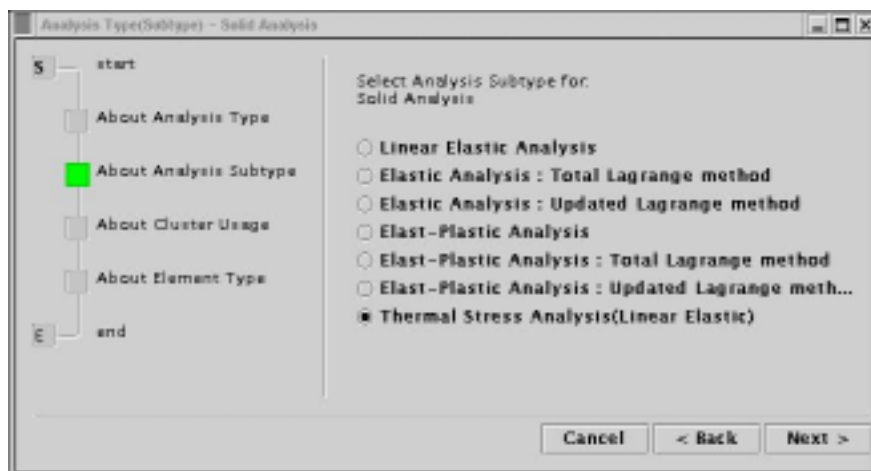 Analysis Type(Subtype) - Solid Analysis
S
start
About Analysis Type
About Analysis Subtype
About Cluster Usage
About Element Type
E
end
Select Analysis Subtype for:
Solid Analysis
Linear Elastic Analysis
Elastic Analysis : Total Lagrange method
Elastic Analysis : Updated Lagrange method
Elast-Plastic Analysis
Elast-Plastic Analysis : Total Lagrange method
Elast-Plastic Analysis : Updated Lagrange meth...
Thermal Stress Analysis(Linear Elastic)
Cancel
< Back
Next >